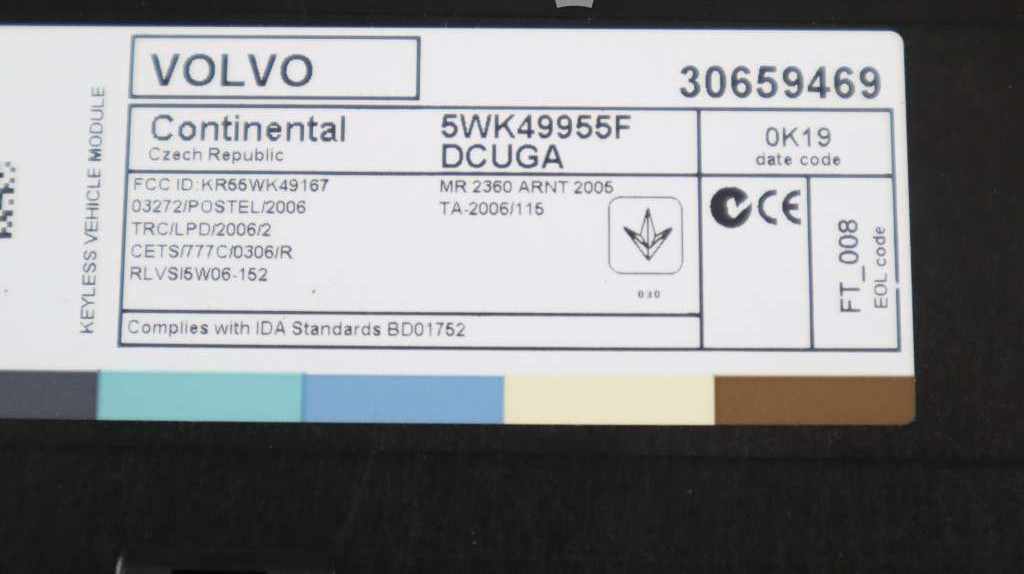 VOLVO
30659469
KEYLESS VEHICLE MODULE
Continental
Czech Republic
5WK49955F
DCUGA
0K19
date code
FCC ID:KR55WK49167
03272/POSTEL/2006
TRC/LPD/2006/2
CETS/777C/0306/R
RLVSI5W06-152
MR 2360 ARNT 2005
TA-2006/115
030
CE
FT_008
EOL code
Complies with IDA Standards BD01752